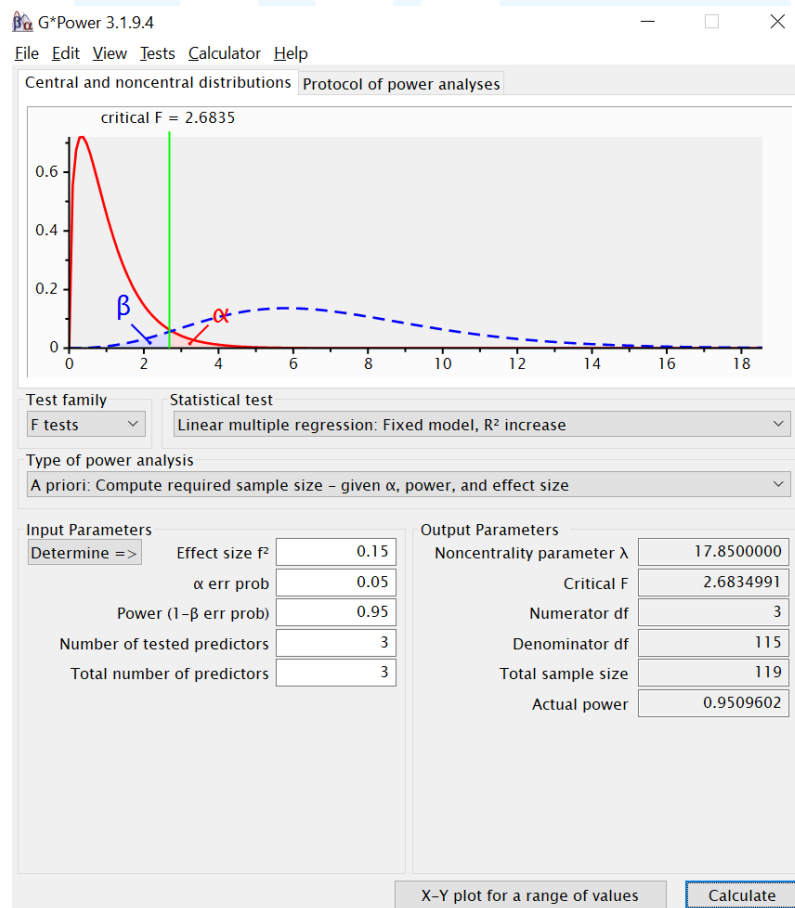 βα G*Power 3.1.9.4
File Edit View Tests Calculator Help
Central and noncentral distributions Protocol of power analyses
critical F = 2.6835
0.6
0.4
0.2
0
β
α
0 2 4 6 8 10 12 14 16 18
Test family Statistical test
F tests Linear multiple regression: Fixed model, R² increase
Type of power analysis
A priori: Compute required sample size – given α, power, and effect size
Input Parameters
Determine => Effect size f² 0.15
α err prob 0.05
Power (1-β err prob) 0.95
Number of tested predictors 3
Total number of predictors 3
Output Parameters
Noncentrality parameter λ 17.8500000
Critical F 2.6834991
Numerator df 3
Denominator df 115
Total sample size 119
Actual power 0.9509602
X-Y plot for a range of values Calculate